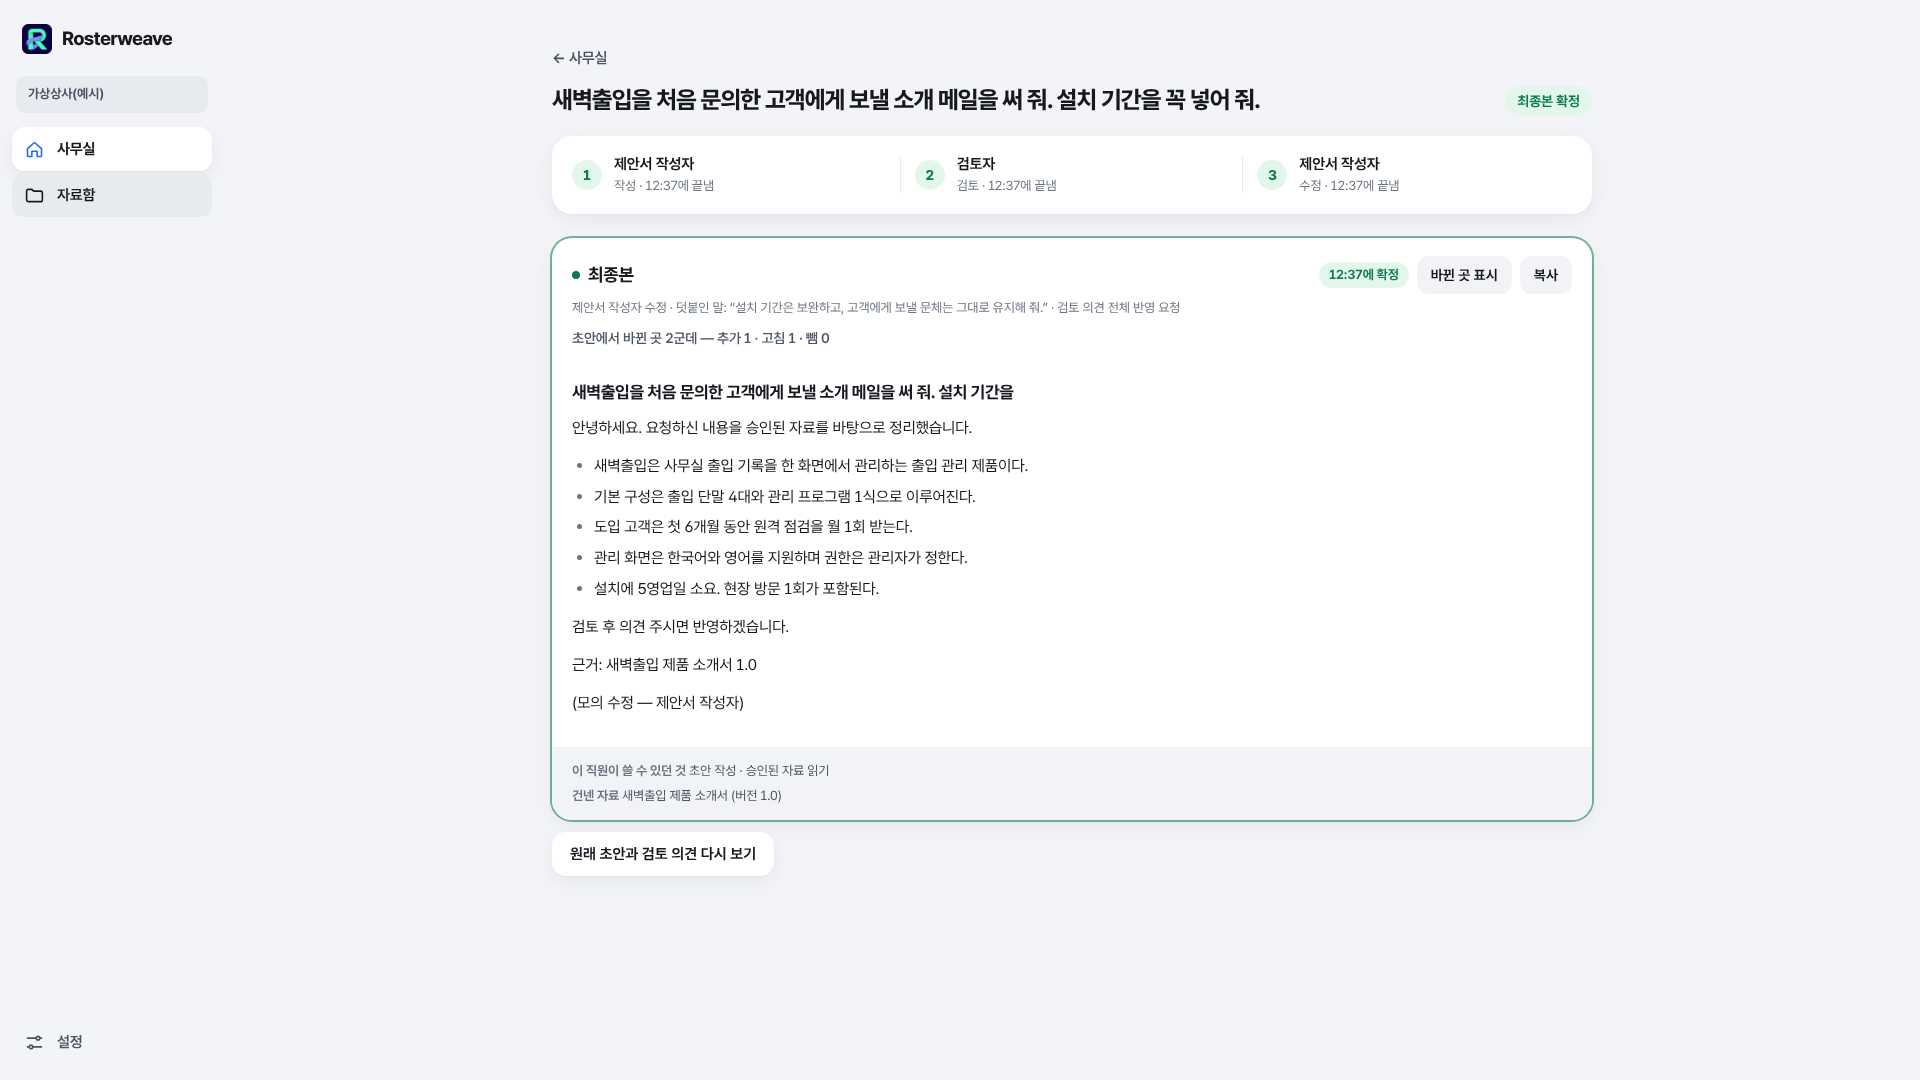 Rosterweave
가상상사(예시)
사무실
자료함
설정
← 사무실
새벽출입을 처음 문의한 고객에게 보낼 소개 메일을 써 줘. 설치 기간을 꼭 넣어 줘.
최종본 확정
1
제안서 작성자
작성 · 12:37에 끝냄
2
검토자
검토 · 12:37에 끝냄
3
제안서 작성자
수정 · 12:37에 끝냄
최종본
12:37에 확정
바뀐 곳 표시
복사
제안서 작성자 수정 · 덧붙인 말: “설치 기간은 보완하고, 고객에게 보낼 문체는 그대로 유지해 줘.” · 검토 의견 전체 반영 요청
초안에서 바뀐 곳 2군데 — 추가 1 · 고침 1 · 뺌 0
새벽출입을 처음 문의한 고객에게 보낼 소개 메일을 써 줘. 설치 기간을
안녕하세요. 요청하신 내용을 승인된 자료를 바탕으로 정리했습니다.
• 새벽출입은 사무실 출입 기록을 한 화면에서 관리하는 출입 관리 제품이다.
• 기본 구성은 출입 단말 4대와 관리 프로그램 1식으로 이루어진다.
• 도입 고객은 첫 6개월 동안 원격 점검을 월 1회 받는다.
• 관리 화면은 한국어와 영어를 지원하며 권한은 관리자가 정한다.
• 설치에 5영업일 소요. 현장 방문 1회가 포함된다.
검토 후 의견 주시면 반영하겠습니다.
근거: 새벽출입 제품 소개서 1.0
(모의 수정 — 제안서 작성자)
이 직원이 쓸 수 있던 것 초안 작성 · 승인된 자료 읽기
건넨 자료 새벽출입 제품 소개서 (버전 1.0)
원래 초안과 검토 의견 다시 보기